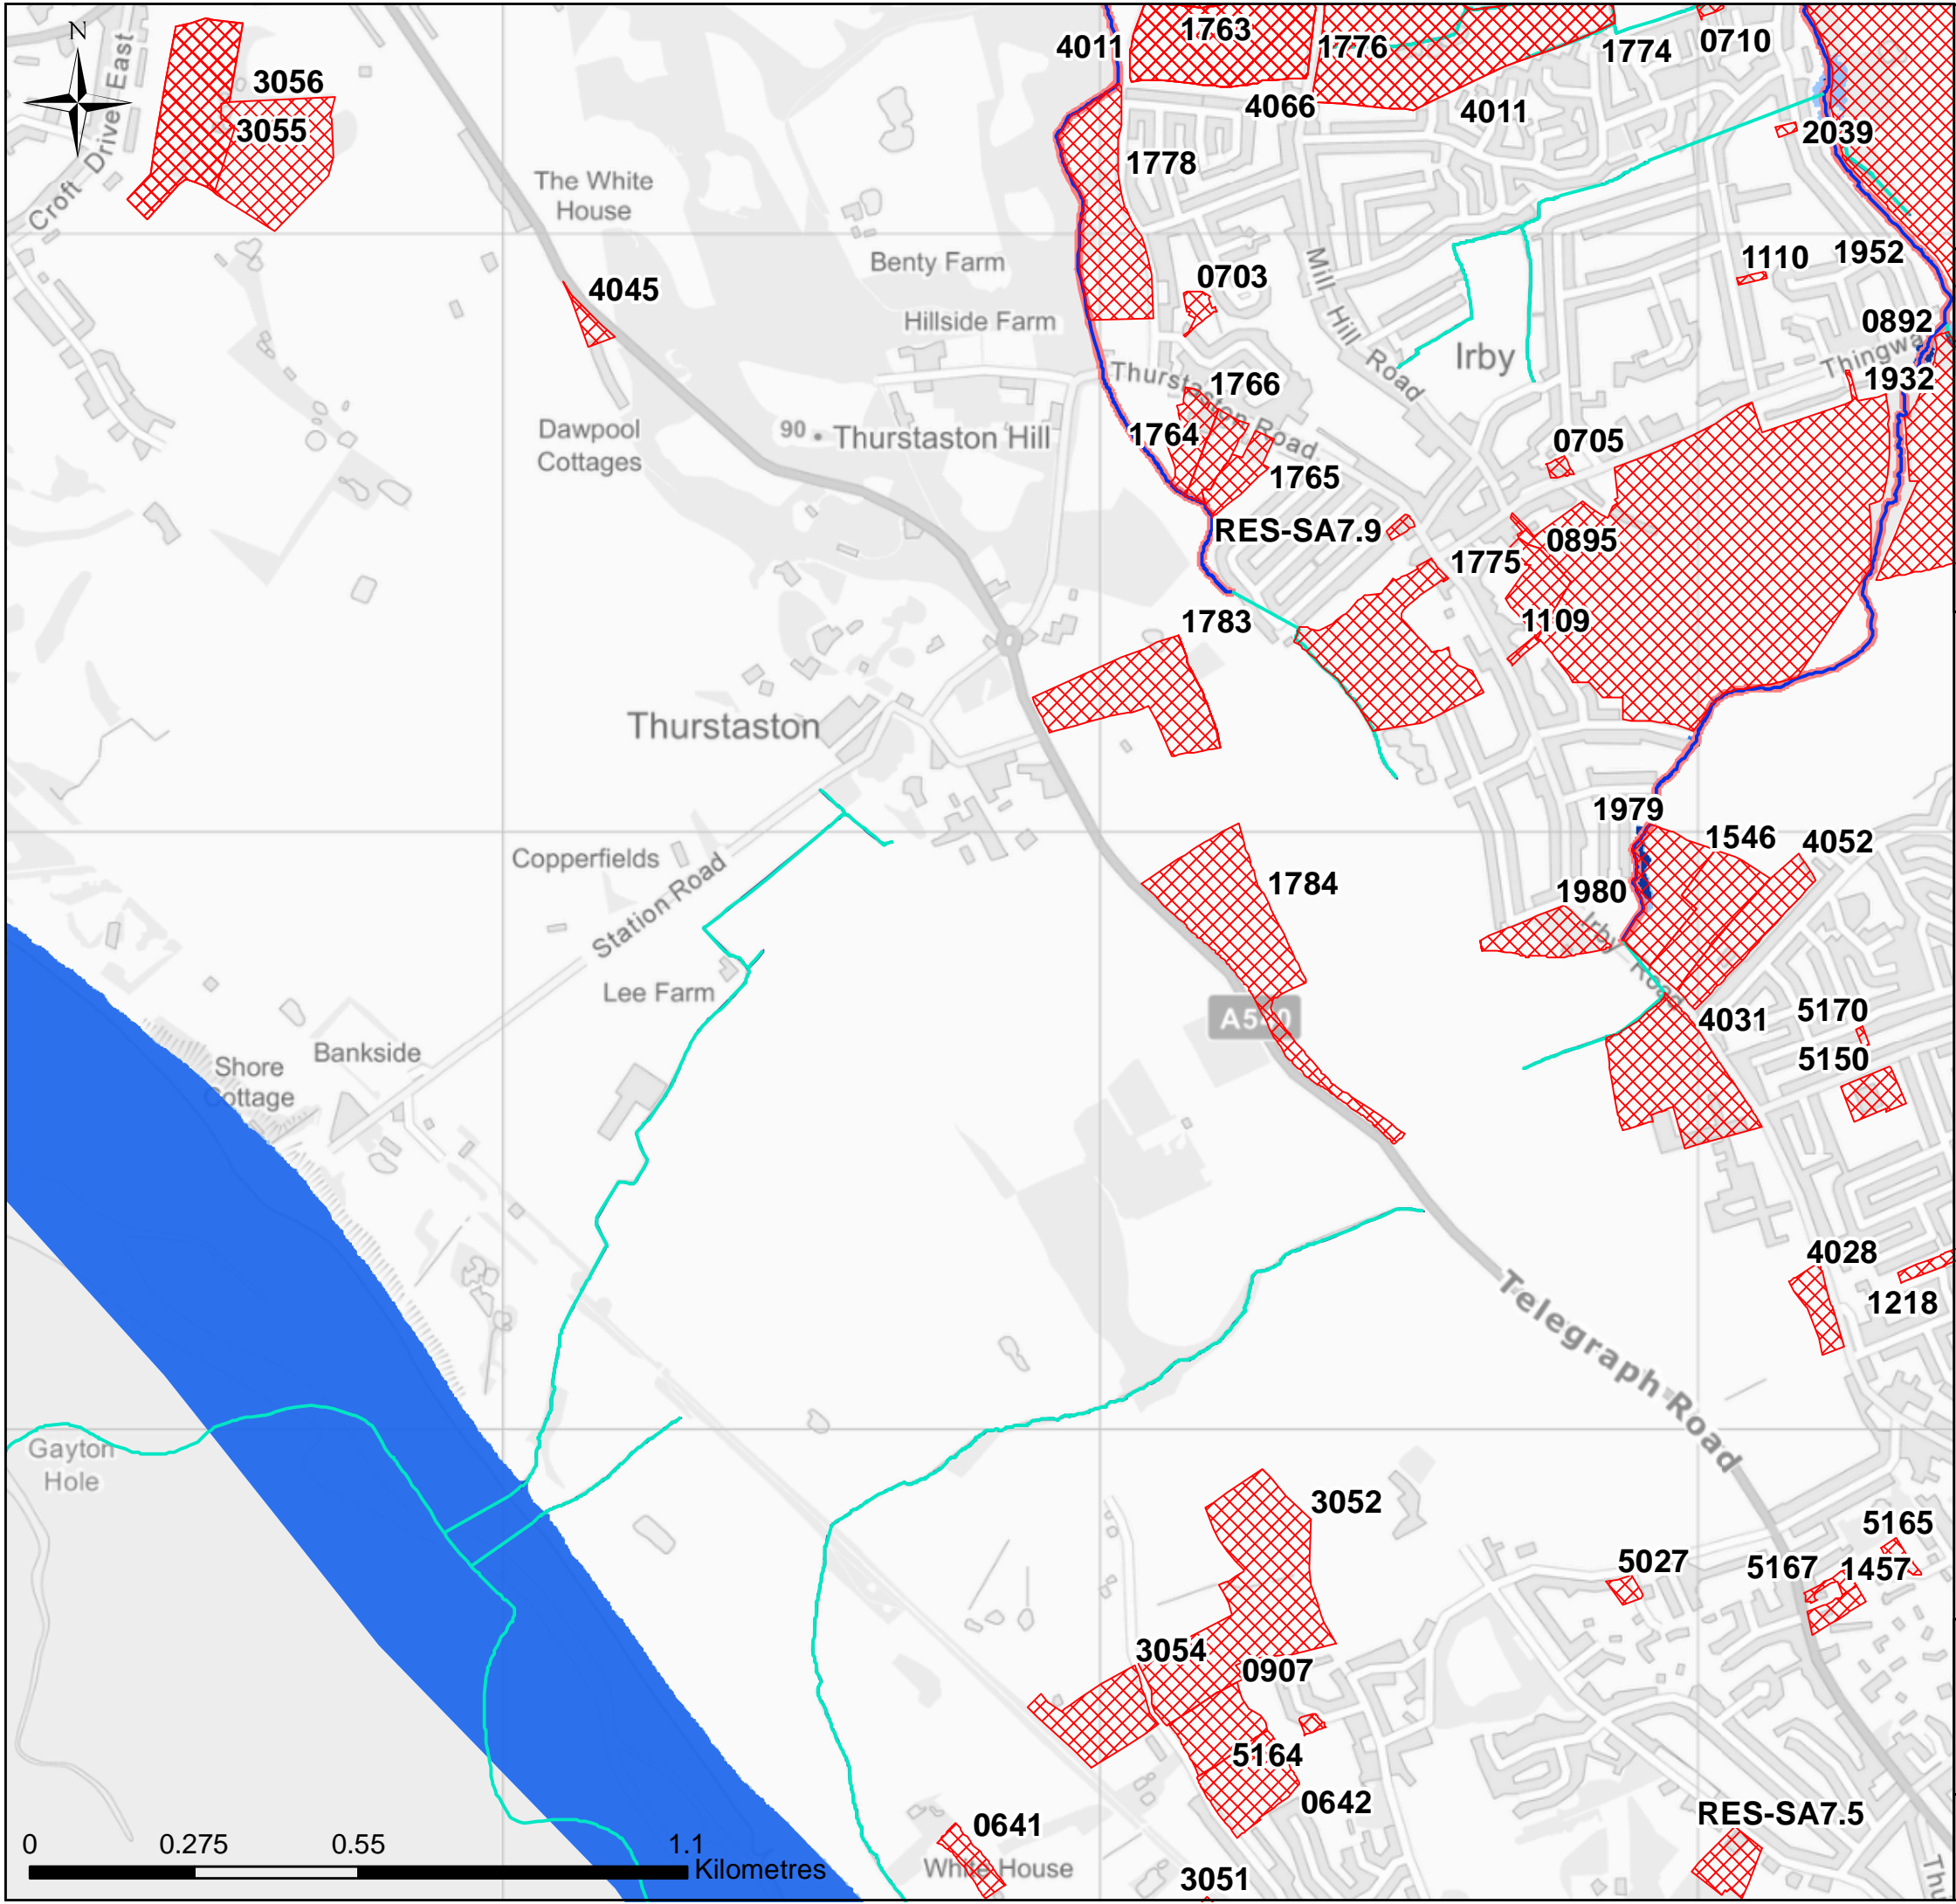 N
Croft Drive East
3056
3055
4011
1763
1776
1774
0710
4066
4011
2039
1778
The White
House
4045
Benty Farm
Hillside Farm
0703
Mill Hill Road
Irby
1110
1952
0892
1932
Thurstaston Road
1766
1764
1765
0705
Dawpool
Cottages
90
Thurstaston Hill
RES-SA7.9
1775
0895
1109
1783
Thurstaston
1979
1546
4052
1980
Irby Road
Copperfields
Station Road
Lee Farm
1784
4031
5170
5150
Shore
Cottage
Bankside
4028
1218
Telegraph Road
Gayton
Hole
3052
5165
5027
5167
1457
3054
0907
5164
0642
0641
White House
3051
RES-SA7.5
0
0.275
0.55
1.1
Kilometres